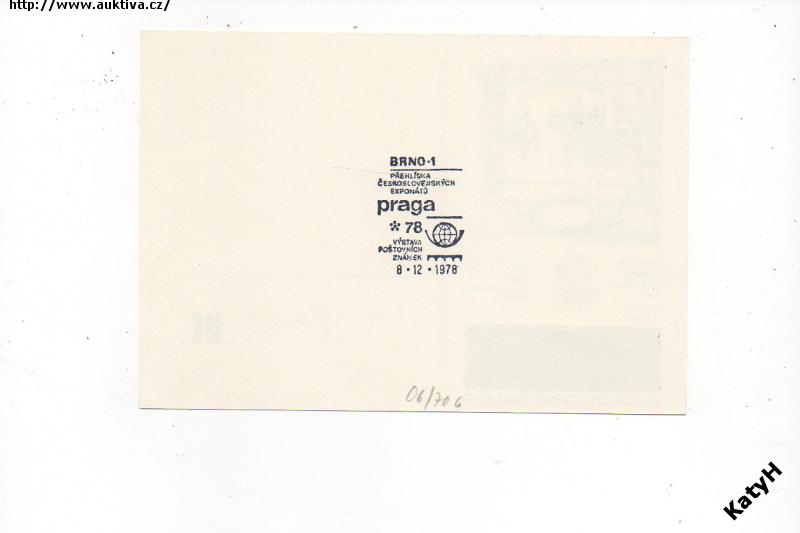 http://www.auktiva.cz/
BRNO-1
PŘEHLÍDKA
ČESKOSLOVENSKÝCH
EXPONÁTŮ
praga
* 78
VÝSTAVA
POŠTOVNÍCH
ZNÁMEK
8 · 12 · 1978
06/706
KatyH